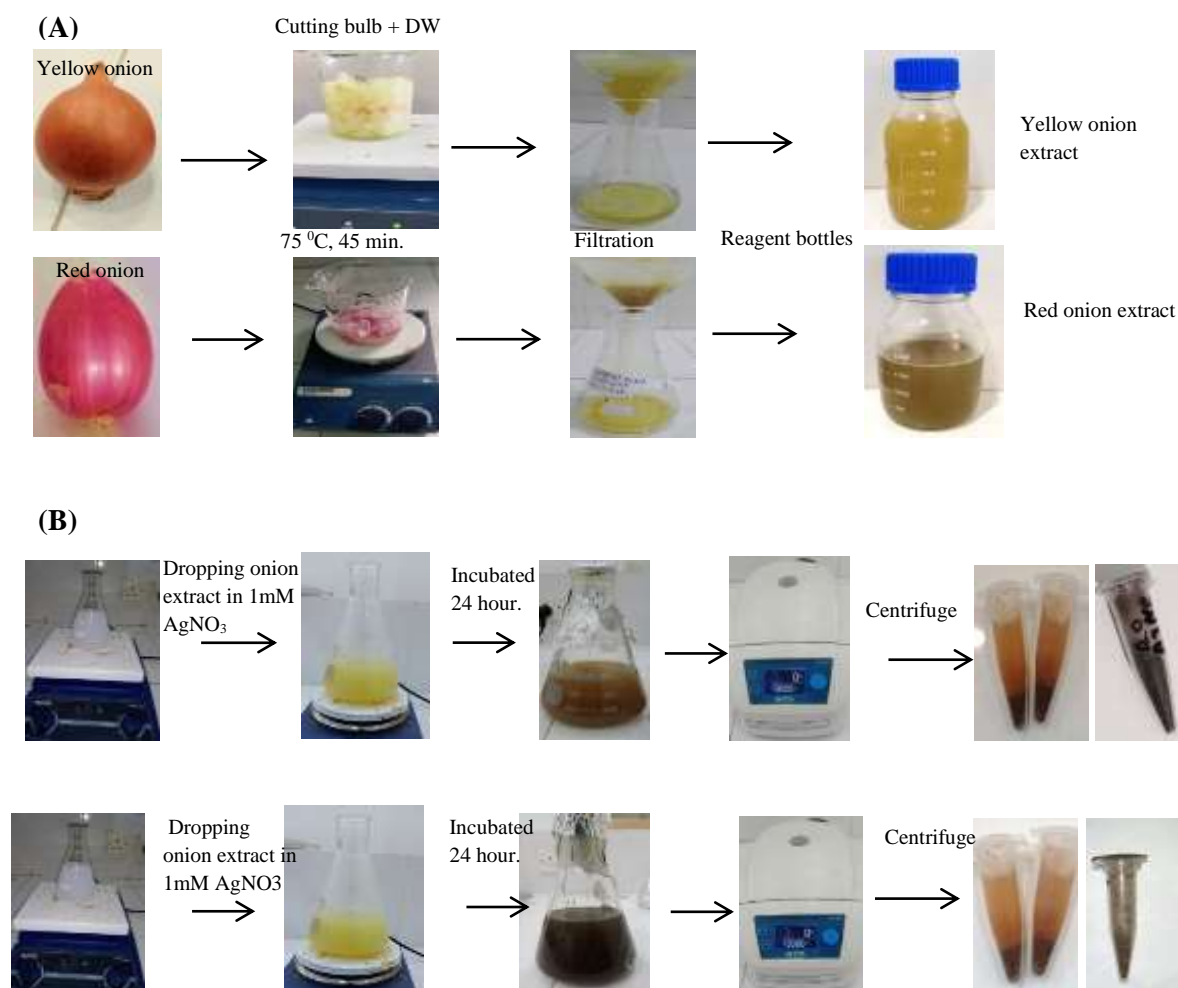 (A)
Cutting bulb + DW
Yellow onion
Yellow onion
extract
75 ⁰C, 45 min.
Filtration
Reagent bottles
Red onion
Red onion extract
(B)
Dropping onion
extract in 1mM
AgNO₃
Incubated
24 hour.
Centrifuge
Dropping
onion extract in
1mM AgNO3
Incubated
24 hour.
Centrifuge